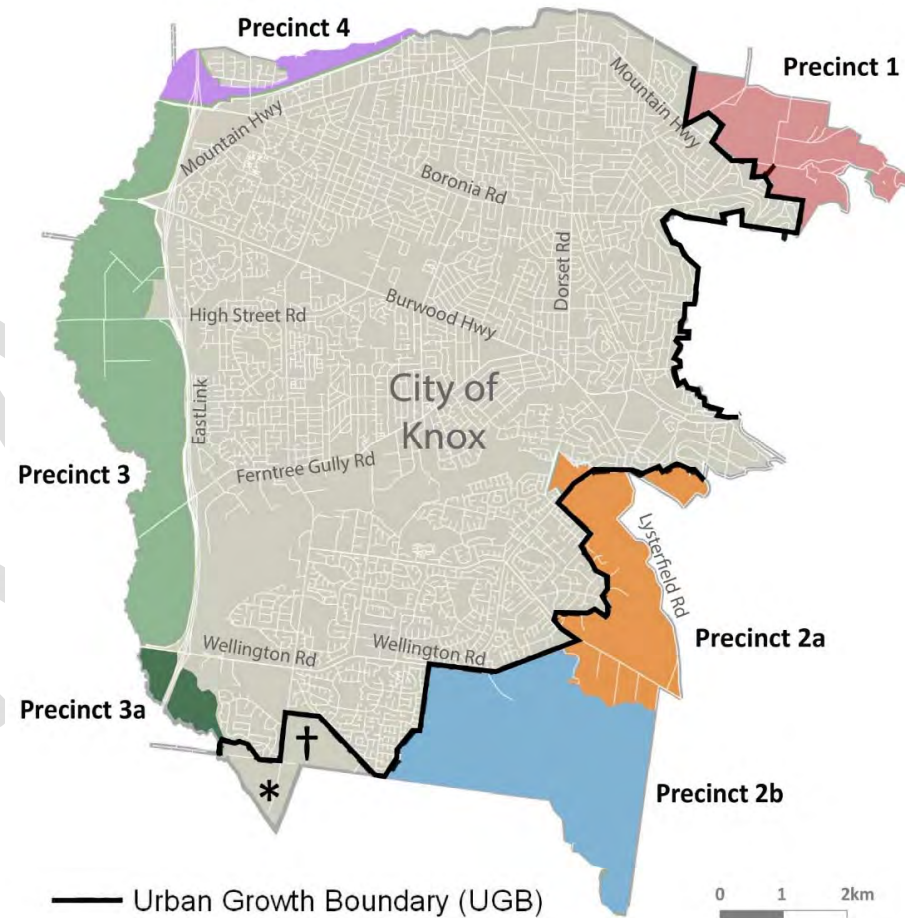 Precinct 4
Precinct 1
Mountain Hwy
Mountain Hwy
Boronia Rd
Dorset Rd
Burwood Hwy
High Street Rd
City of
Knox
EastLink
Ferntree Gully Rd
Precinct 3
Lysterfield Rd
Wellington Rd
Wellington Rd
Precinct 2a
Precinct 3a
†
*
Precinct 2b
Urban Growth Boundary (UGB)
0 1 2km